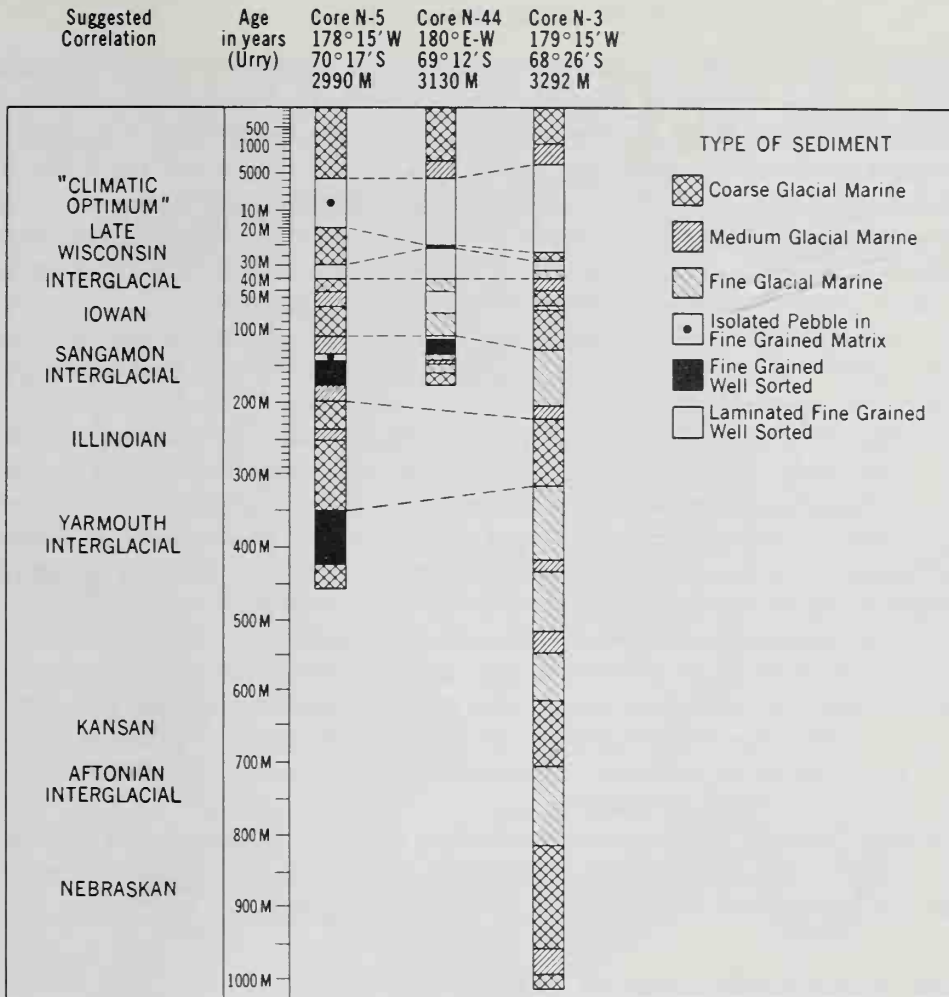 Suggested
Correlation
Age
in years
(Urry)
Core N-5
178°15'W
70°17'S
2990 M
Core N-44
180°E-W
69°12'S
3130 M
Core N-3
179°15'W
68°26'S
3292 M
"CLIMATIC
OPTIMUM"
LATE
WISCONSIN
INTERGLACIAL
IOWAN
SANGAMON
INTERGLACIAL
ILLINOIAN
YARMOUTH
INTERGLACIAL
KANSAN
AFTONIAN
INTERGLACIAL
NEBRASKAN
500
1000
5000
10 M
20 M
30 M
40 M
50 M
100 M
200 M
300 M
400 M
500 M
600 M
700 M
800 M
900 M
1000 M
TYPE OF SEDIMENT
Coarse Glacial Marine
Medium Glacial Marine
Fine Glacial Marine
Isolated Pebble in
Fine Grained Matrix
Fine Grained
Well Sorted
Laminated Fine Grained
Well Sorted